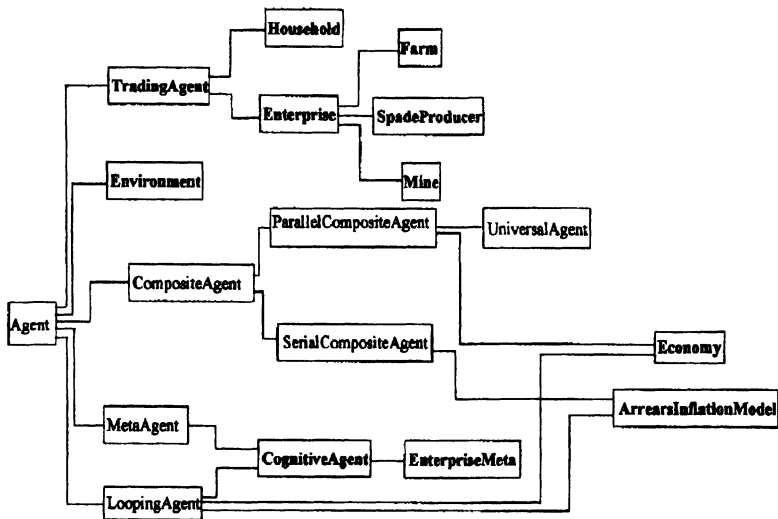 Household
Farm
TradingAgent
Enterprise
SpadeProducer
Environment
Mine
ParallelCompositeAgent
UniversalAgent
CompositeAgent
Agent
SerialCompositeAgent
Economy
ArrearsInflationModel
MetaAgent
CognitiveAgent
EnterpriseMeta
LoopingAgent